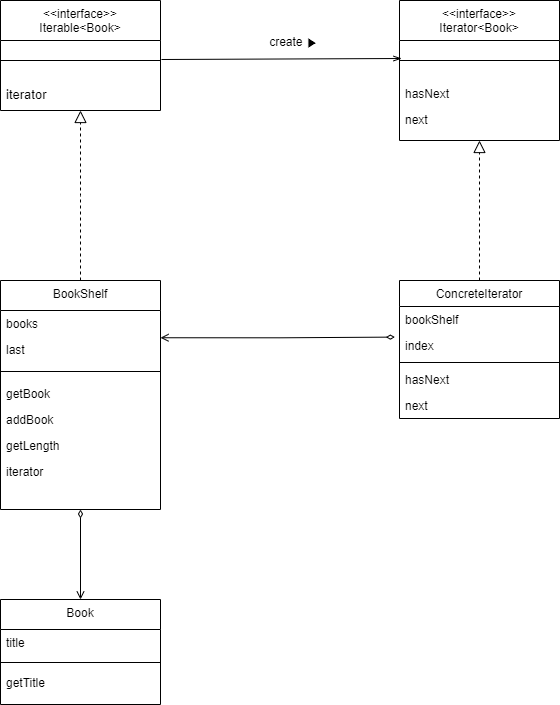 <<interface>>
Iterable<Book>
iterator
create ▶
<<interface>>
Iterator<Book>
hasNext
next
BookShelf
books
last
getBook
addBook
getLength
iterator
ConcreteIterator
bookShelf
index
hasNext
next
Book
title
getTitle